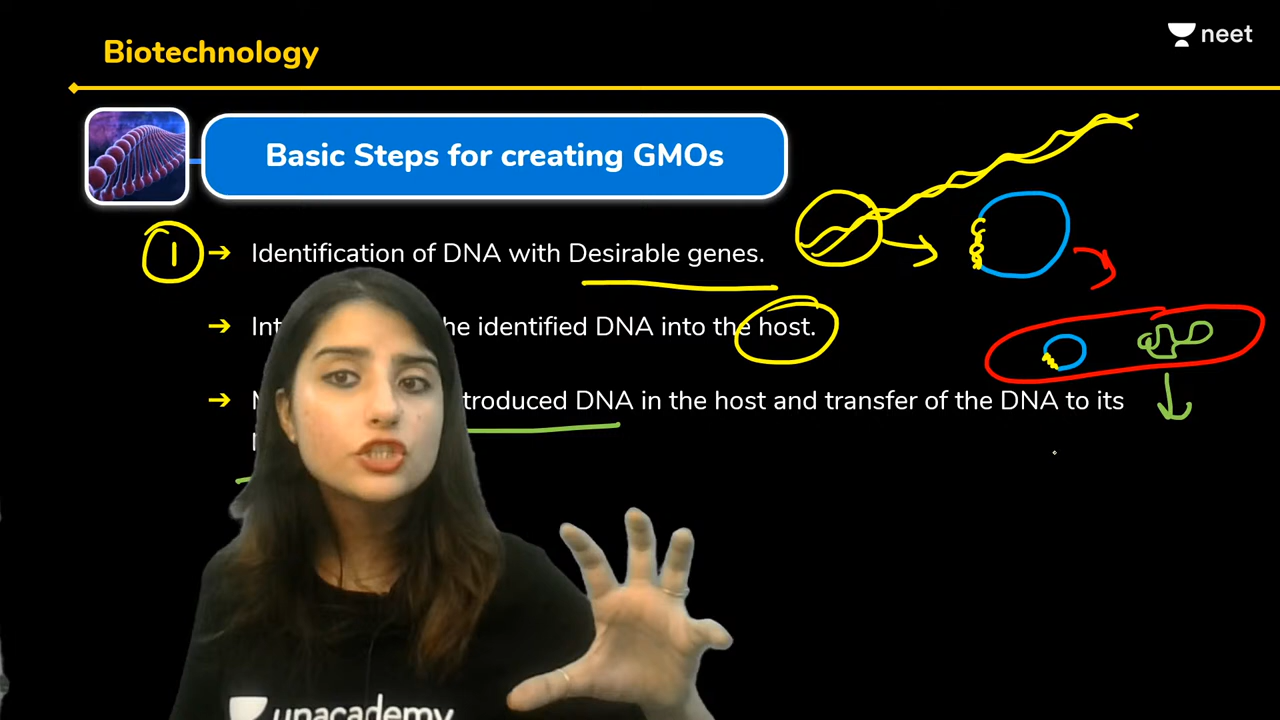 neet
Biotechnology
Basic Steps for creating GMOs
1 → Identification of DNA with Desirable genes.
→ he identified DNA into the host.
→ troduced DNA in the host and transfer of the DNA to its
unacademy